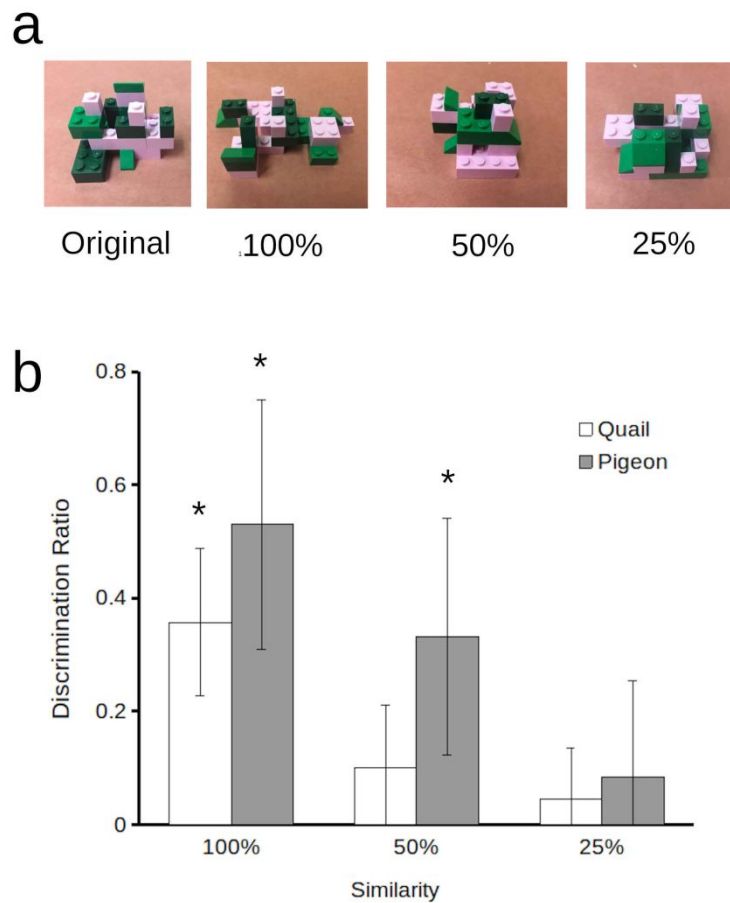 a
Original 100% 50% 25%
b
* *
*
0.8
0.6
0.4
0.2
0
Discrimination Ratio
Quail
Pigeon
100% 50% 25%
Similarity